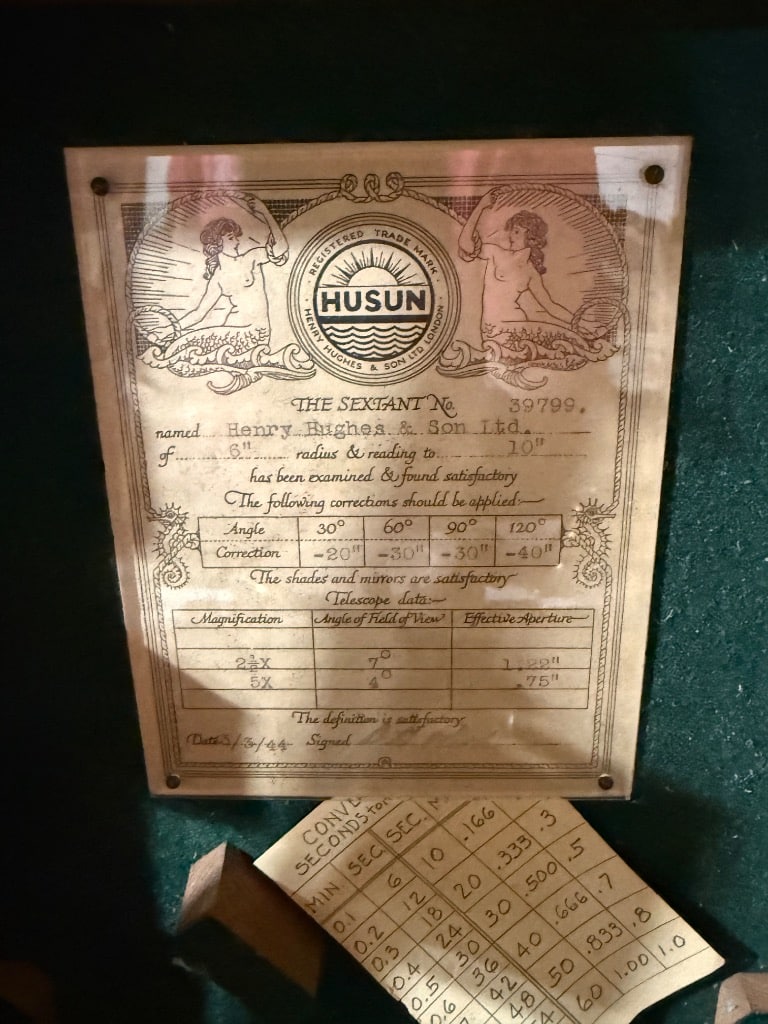 REGISTERED TRADE MARK
HUSUN
HENRY HUGHES & SON LTD LONDON
THE SEXTANT No. 39799.
named Henry Hughes & Son Ltd.
of 6" radius & reading to 10"
has been examined & found satisfactory
The following corrections should be applied:—
Angle 30° 60° 90° 120°
Correction -20" -30" -30" -40"
The shades and mirrors are satisfactory
Telescope data:—
Magnification Angle of Field of View Effective Aperture
2½X 7° 1.22"
5X 4° .75"
The definition is satisfactory
Date 3/3/44 Signed
SECONDS
MIN SEC. SEC.
0.1 6 10 .166 .3
0.2 12 20 .333 .5
0.3 18 30 .500 .7
0.4 24 40 .666 .8
0.5 30 50 .833 1.0
0.6 36 60 1.00
42
48